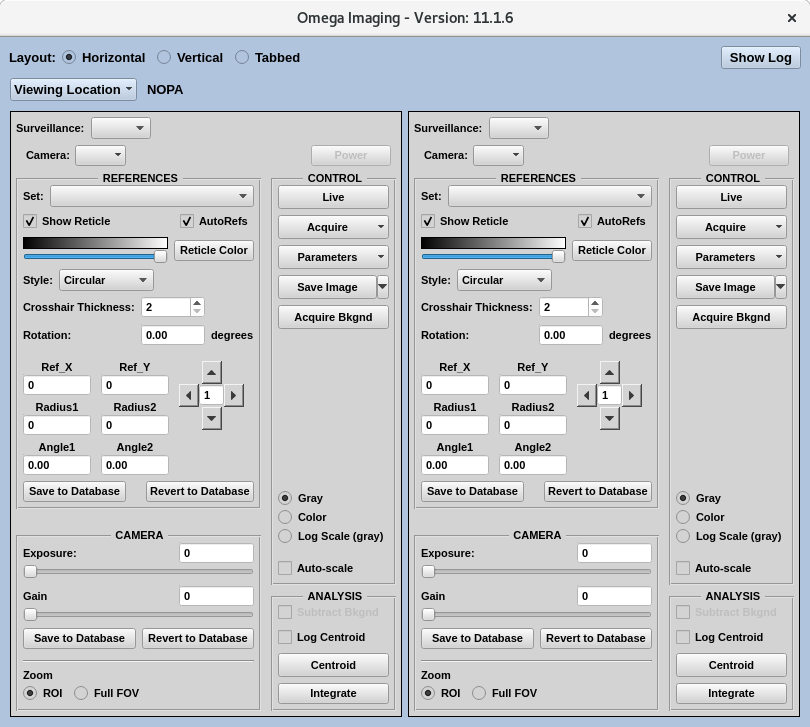 Omega Imaging - Version: 11.1.6 ×
Layout: Horizontal Vertical Tabbed Show Log
Viewing Location NOPA
Surveillance:
Camera: Power
REFERENCES
Set:
Show Reticle AutoRefs
Reticle Color
Style: Circular
Crosshair Thickness: 2
Rotation: 0.00 degrees
Ref_X Ref_Y
0 0
1
Radius1 Radius2
0 0
Angle1 Angle2
0.00 0.00
Save to Database Revert to Database
CAMERA
Exposure: 0
Gain 0
Save to Database Revert to Database
Zoom
ROI Full FOV
CONTROL
Live
Acquire
Parameters
Save Image
Acquire Bkgnd
Gray
Color
Log Scale (gray)
Auto-scale
ANALYSIS
Subtract Bkgnd
Log Centroid
Centroid
Integrate
Surveillance:
Camera: Power
REFERENCES
Set:
Show Reticle AutoRefs
Reticle Color
Style: Circular
Crosshair Thickness: 2
Rotation: 0.00 degrees
Ref_X Ref_Y
0 0
1
Radius1 Radius2
0 0
Angle1 Angle2
0.00 0.00
Save to Database Revert to Database
CAMERA
Exposure: 0
Gain 0
Save to Database Revert to Database
Zoom
ROI Full FOV
CONTROL
Live
Acquire
Parameters
Save Image
Acquire Bkgnd
Gray
Color
Log Scale (gray)
Auto-scale
ANALYSIS
Subtract Bkgnd
Log Centroid
Centroid
Integrate